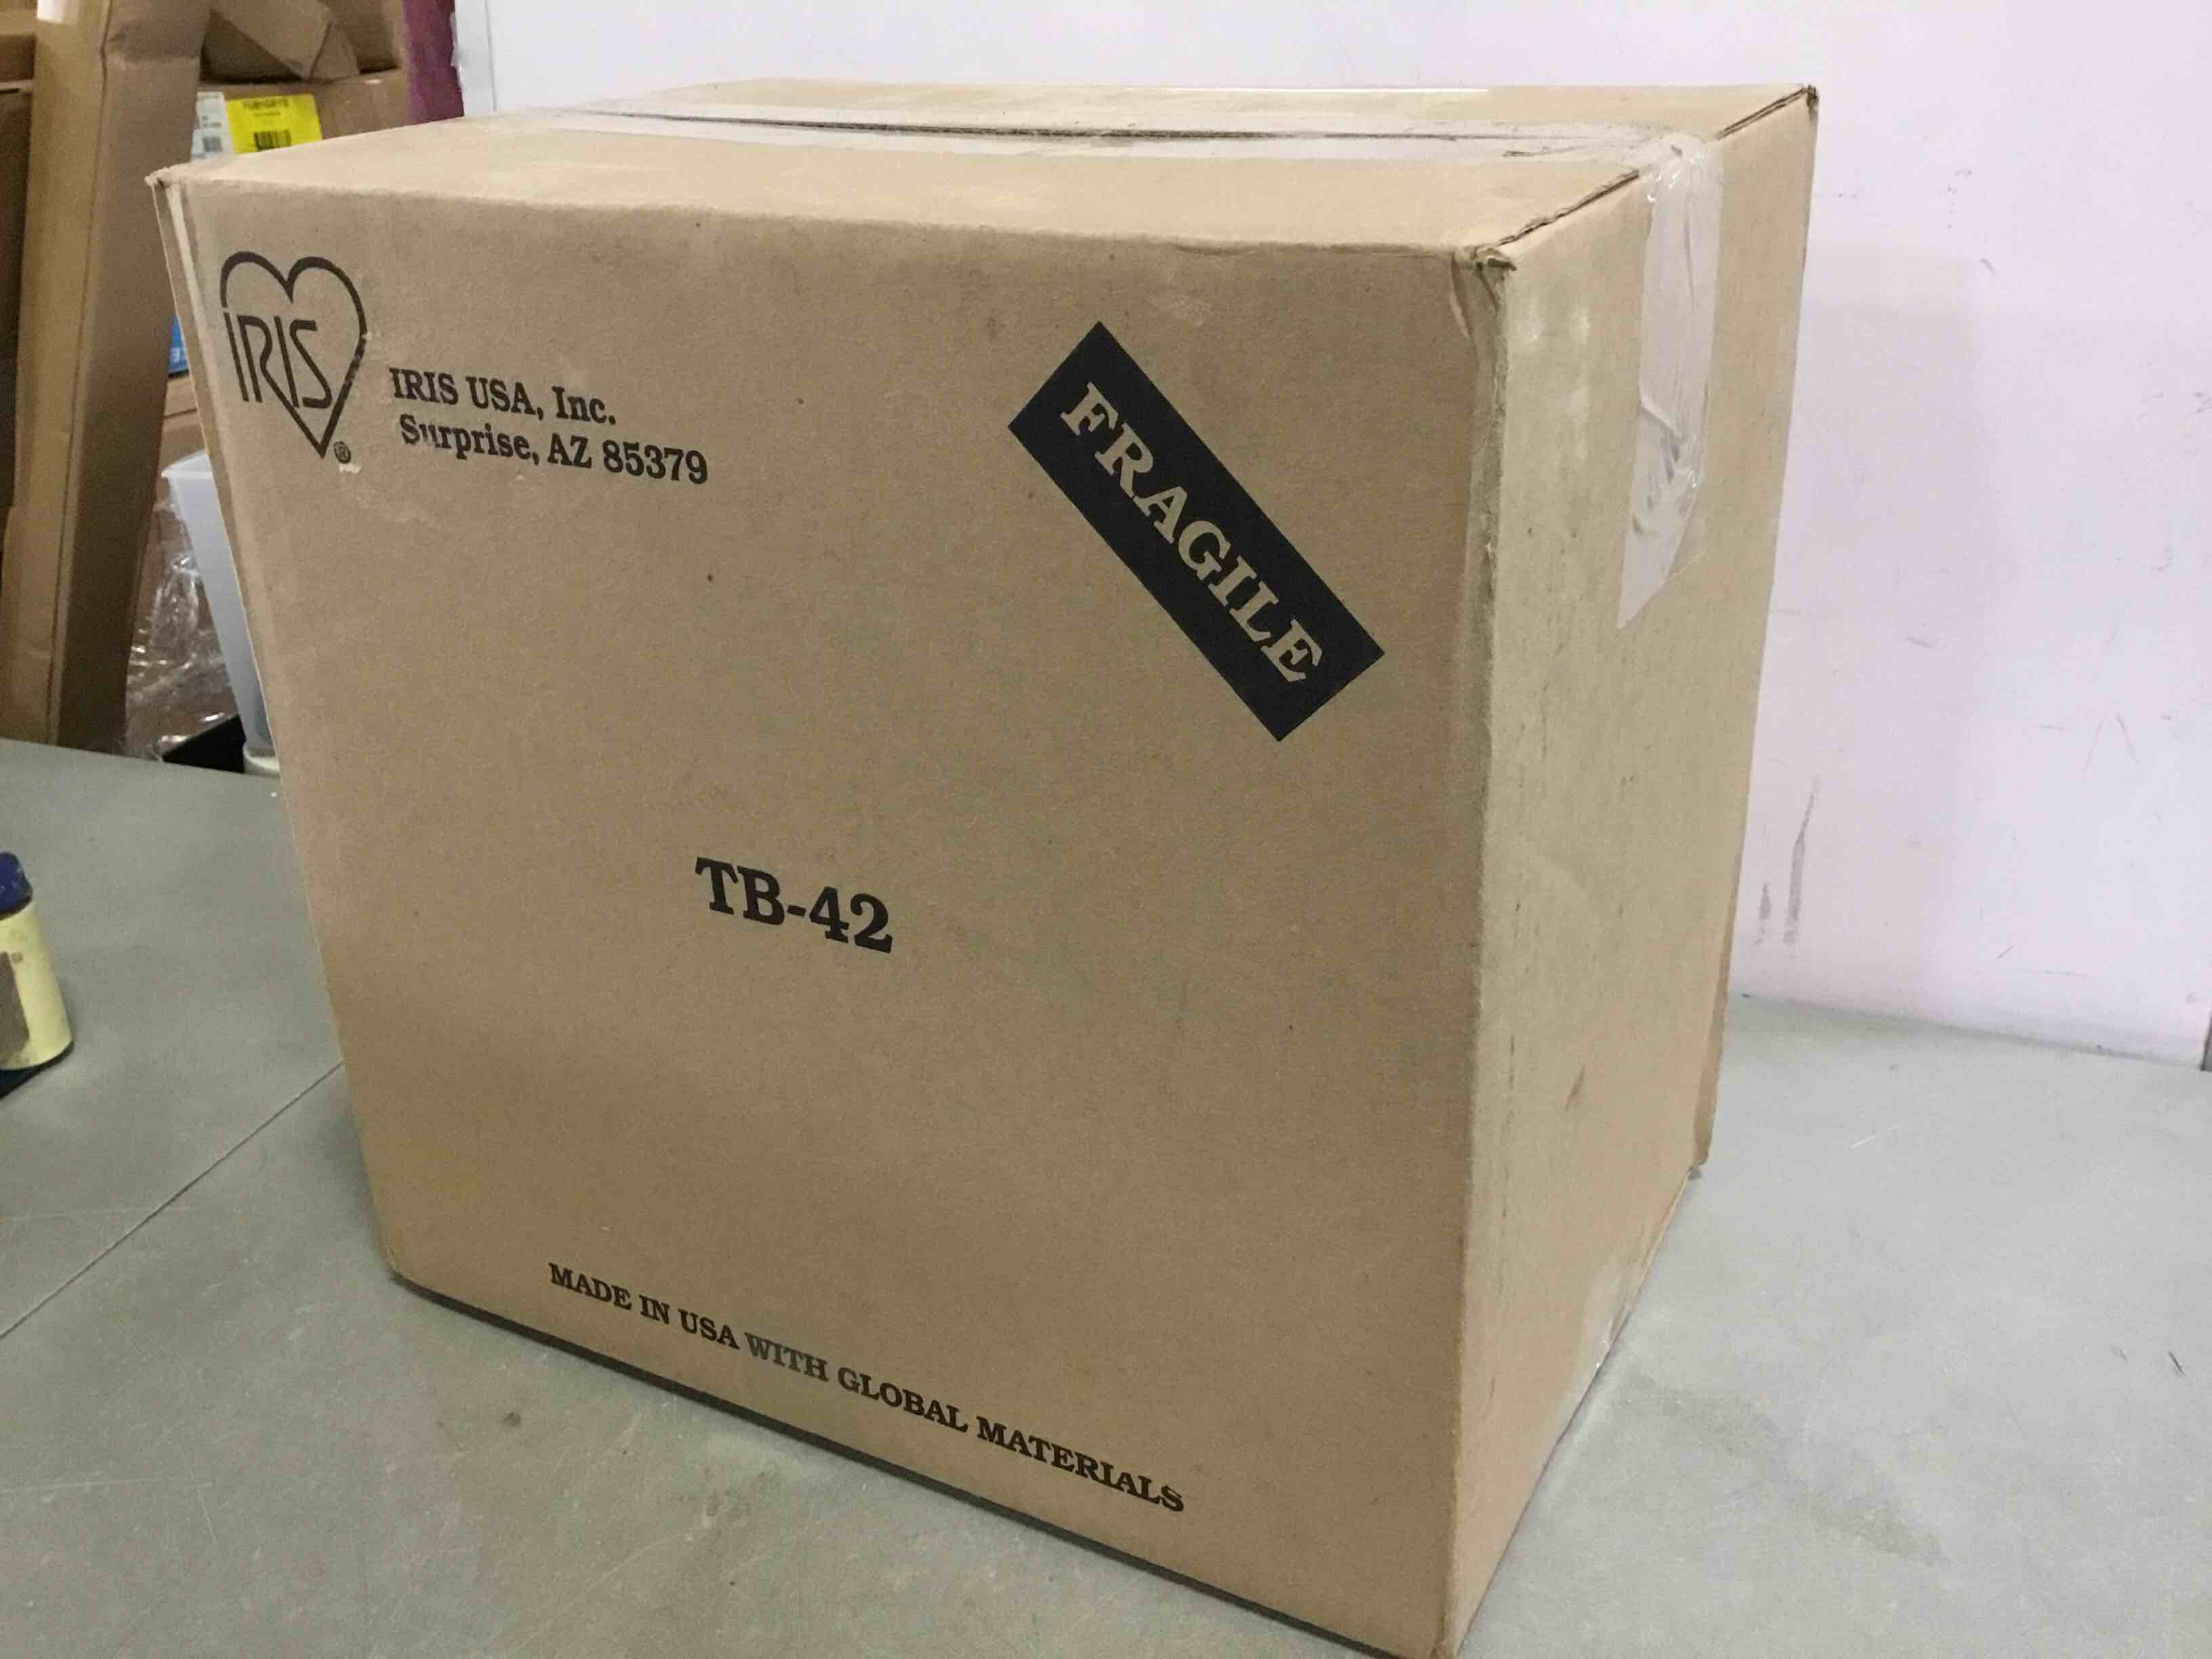 IRIS
®
IRIS USA, Inc.
Surprise, AZ 85379
FRAGILE
TB-42
MADE IN USA WITH GLOBAL MATERIALS